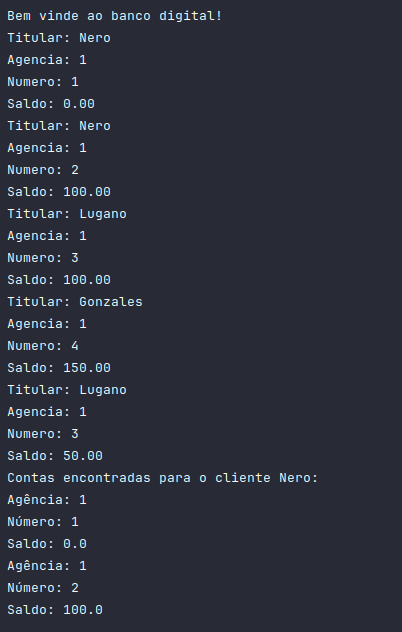 Bem vinde ao banco digital!
Titular: Nero
Agencia: 1
Numero: 1
Saldo: 0.00
Titular: Nero
Agencia: 1
Numero: 2
Saldo: 100.00
Titular: Lugano
Agencia: 1
Numero: 3
Saldo: 100.00
Titular: Gonzales
Agencia: 1
Numero: 4
Saldo: 150.00
Titular: Lugano
Agencia: 1
Numero: 3
Saldo: 50.00
Contas encontradas para o cliente Nero:
Agência: 1
Número: 1
Saldo: 0.0
Agência: 1
Número: 2
Saldo: 100.0